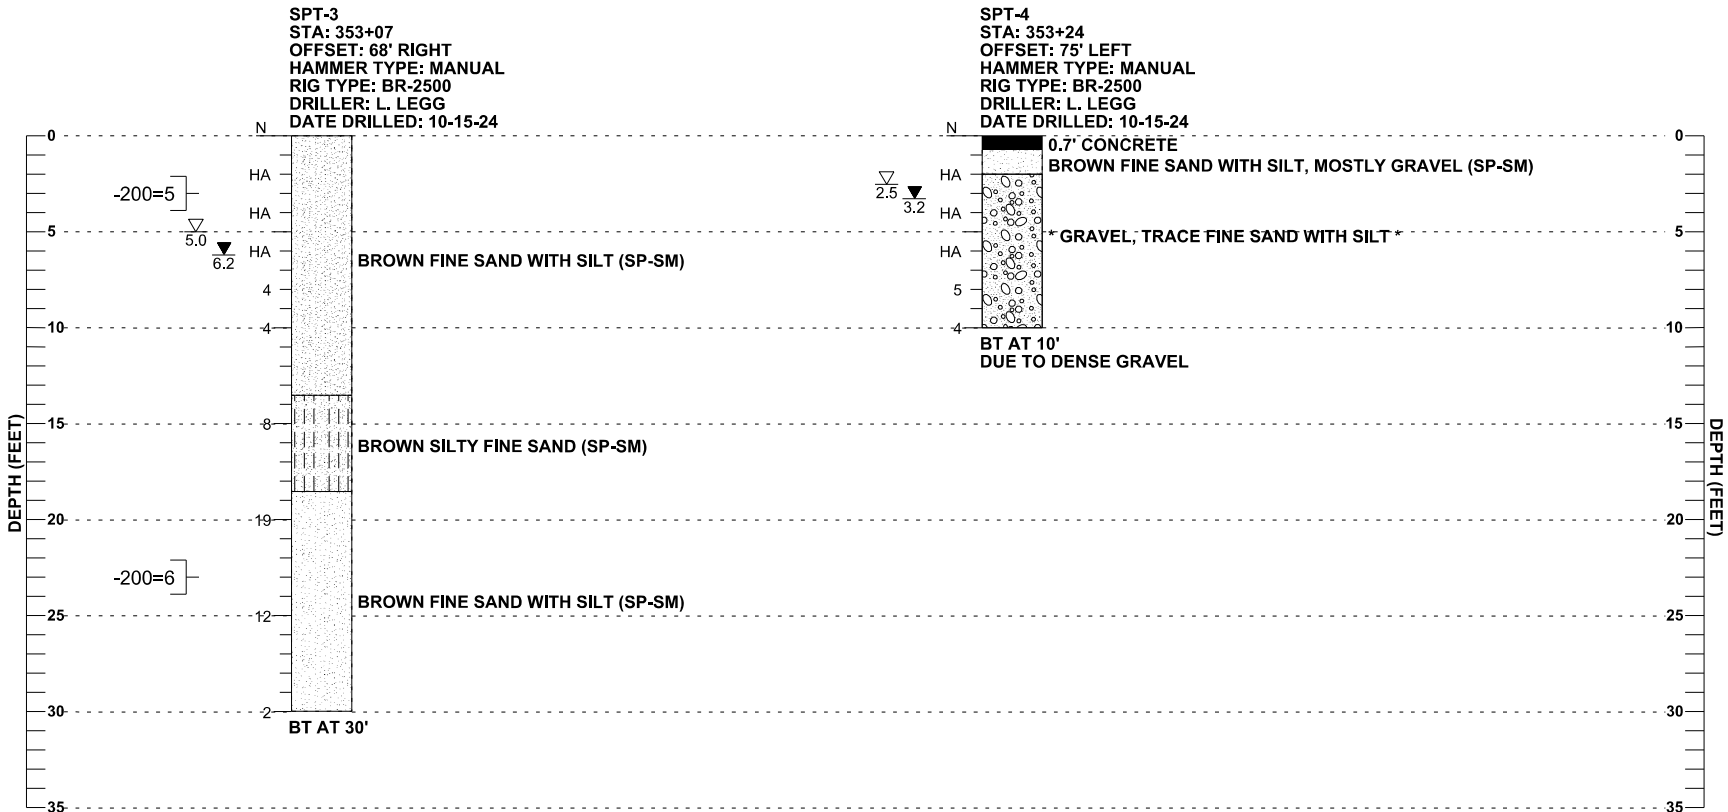 SPT-3
STA: 353+07
OFFSET: 68' RIGHT
HAMMER TYPE: MANUAL
RIG TYPE: BR-2500
DRILLER: L. LEGG
DATE DRILLED: 10-15-24
N
HA
HA
HA
4
4
8
19
12
2
-200=5
5.0
6.2
-200=6
BROWN FINE SAND WITH SILT (SP-SM)
BROWN SILTY FINE SAND (SP-SM)
BROWN FINE SAND WITH SILT (SP-SM)
BT AT 30'
DEPTH (FEET)
0
5
10
15
20
25
30
35
SPT-4
STA: 353+24
OFFSET: 75' LEFT
HAMMER TYPE: MANUAL
RIG TYPE: BR-2500
DRILLER: L. LEGG
DATE DRILLED: 10-15-24
N
HA
HA
HA
5
4
2.5
3.2
0.7' CONCRETE
BROWN FINE SAND WITH SILT, MOSTLY GRAVEL (SP-SM)
* GRAVEL, TRACE FINE SAND WITH SILT *
BT AT 10'
DUE TO DENSE GRAVEL
0
5
10
15
20
25
30
35
DEPTH (FEET)